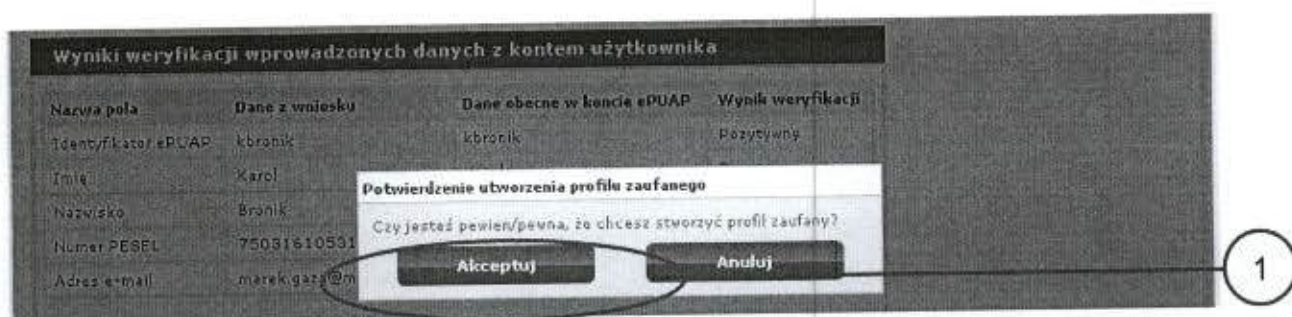 Wyniki weryfikacji wprowadzonych danych z kontem użytkownika
Nazwa pola Dane z wniosku Dane obecne w koncie ePUAP Wynik weryfikacji
Identyfikator ePUAP kbronik kbronik Pozytywny
Imię Karol
Potwierdzenie utworzenia profilu zaufanego
Nazwisko Bronik
Czy jesteś pewien/pewna, że chcesz stworzyć profil zaufany?
Numer PESEL 75031610531
Akceptuj Anuluj
Adres e-mail marek.gaza@m
1